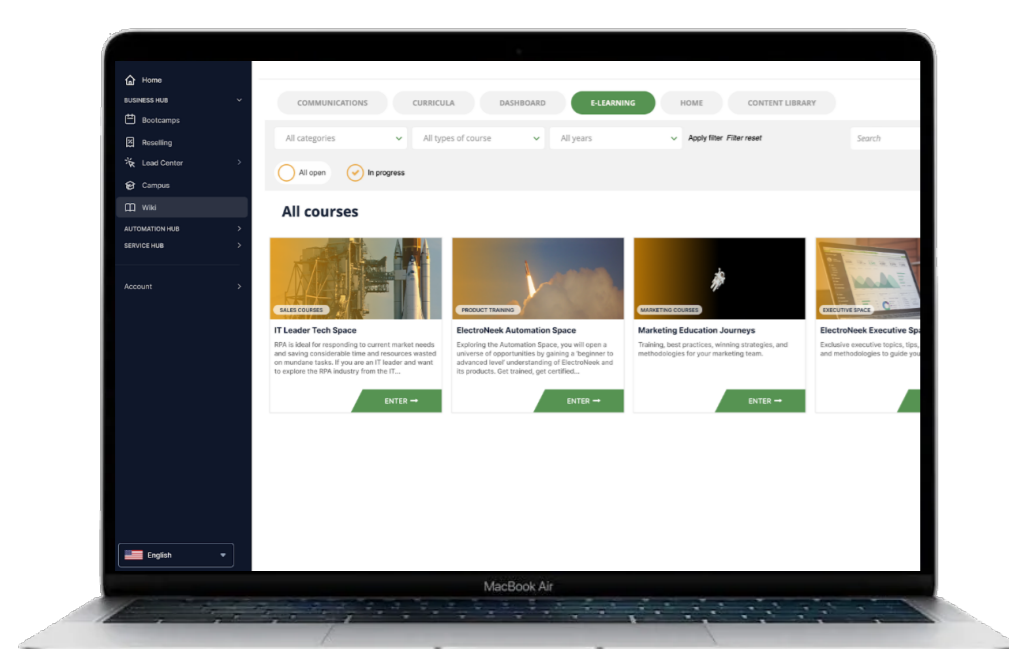 Home
BUSINESS HUB
Bootcamps
Reselling
Lead Center
Campus
Wiki
AUTOMATION HUB
SERVICE HUB
Account
English
COMMUNICATIONS
CURRICULA
DASHBOARD
E-LEARNING
HOME
CONTENT LIBRARY
All categories
All types of course
All years
Apply filter Filter reset
Search
All open
In progress
All courses
SALES COURSES
IT Leader Tech Space
RPA is ideal for responding to current market needs
and saving considerable time and resources wasted
on mundane tasks. If you are an IT leader and want
to explore the RPA industry from the IT...
ENTER
PRODUCT TRAINING
ElectroNeek Automation Space
Exploring the Automation Space, you will open a
universe of opportunities by gaining a 'beginner to
advanced level' understanding of ElectroNeek and
its products. Get trained, get certified...
ENTER
MARKETING COURSES
Marketing Education Journeys
Training, best practices, winning strategies, and
methodologies for your marketing team.
ENTER
EXECUTIVE SPACE
ElectroNeek Executive Spa
Exclusive executive topics, tips,
and methodologies to guide you
MacBook Air